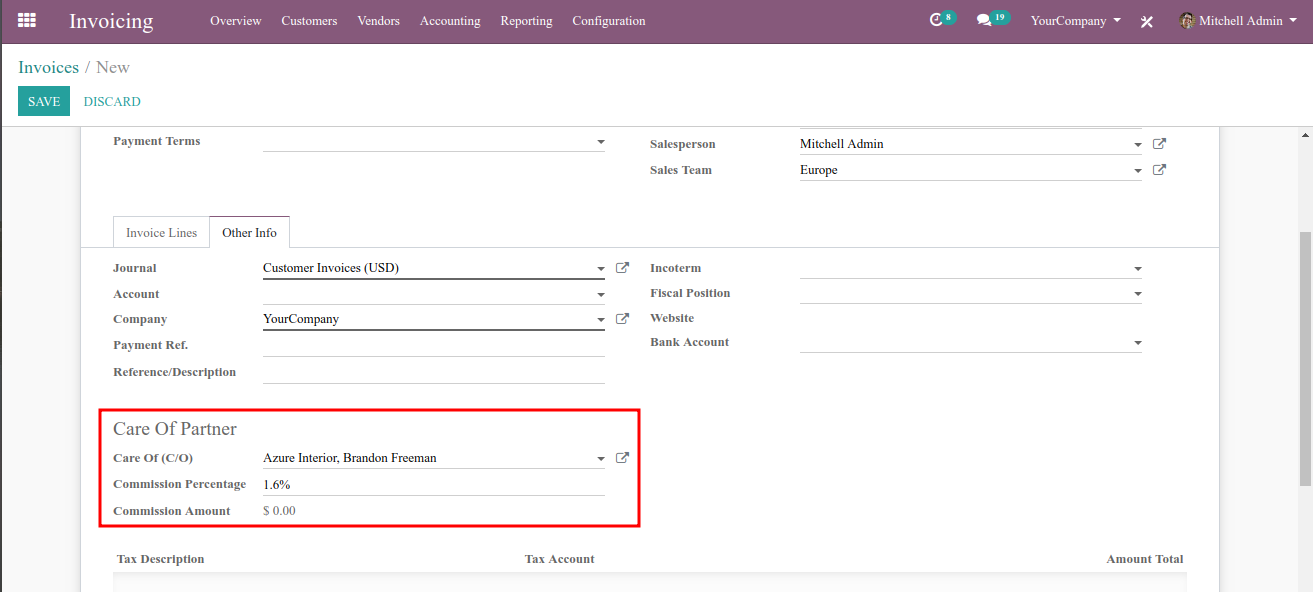 Invoicing Overview Customers Vendors Accounting Reporting Configuration 8 19 YourCompany Mitchell Admin
Invoices / New
SAVE DISCARD
Payment Terms
Salesperson Mitchell Admin
Sales Team Europe
Invoice Lines Other Info
Journal Customer Invoices (USD) Incoterm
Account Fiscal Position
Company YourCompany Website
Payment Ref. Bank Account
Reference/Description
Care Of Partner
Care Of (C/O) Azure Interior, Brandon Freeman
Commission Percentage 1.6%
Commission Amount $ 0.00
Tax Description Tax Account Amount Total